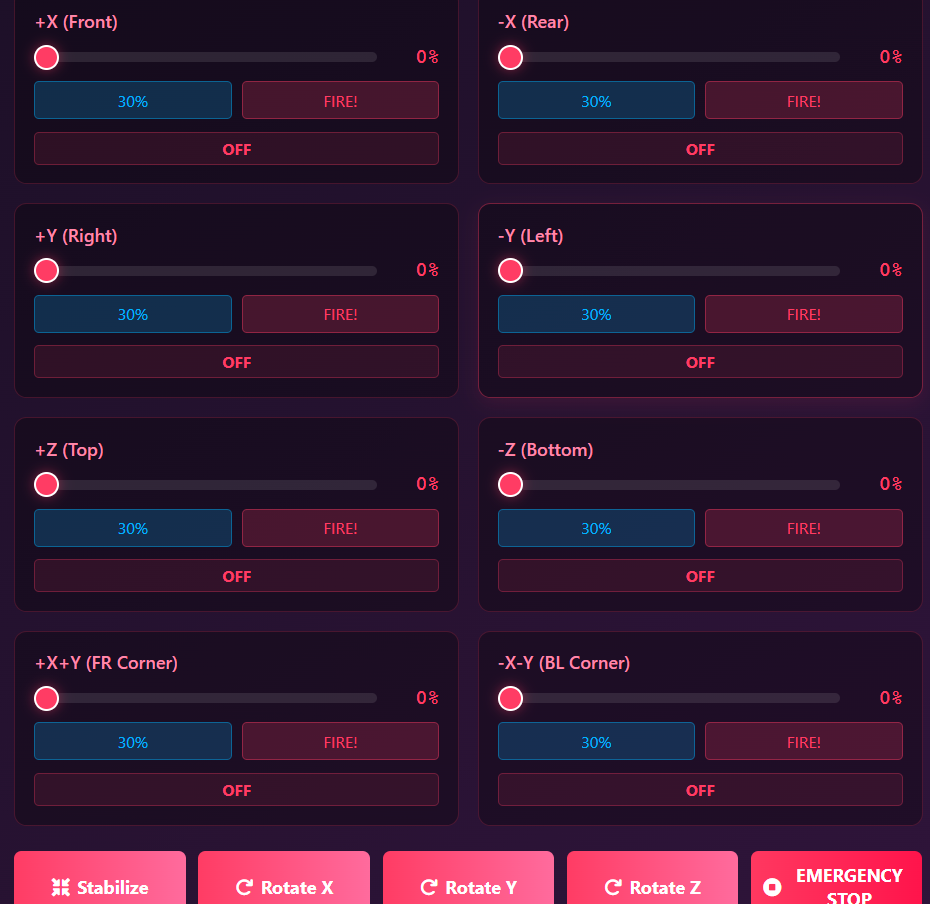 +X (Front)
0%
30% FIRE!
OFF
-X (Rear)
0%
30% FIRE!
OFF
+Y (Right)
0%
30% FIRE!
OFF
-Y (Left)
0%
30% FIRE!
OFF
+Z (Top)
0%
30% FIRE!
OFF
-Z (Bottom)
0%
30% FIRE!
OFF
+X+Y (FR Corner)
0%
30% FIRE!
OFF
-X-Y (BL Corner)
0%
30% FIRE!
OFF
Stabilize
Rotate X
Rotate Y
Rotate Z
EMERGENCY
STOP